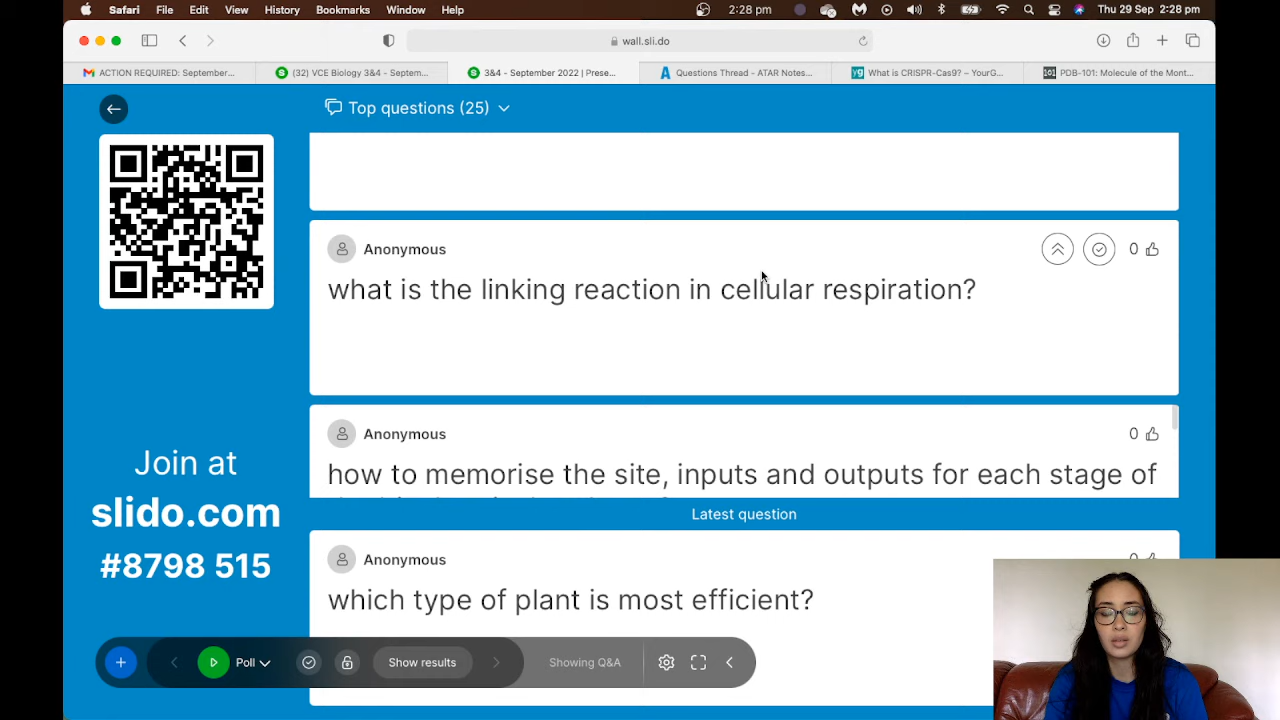 Safari File Edit View History Bookmarks Window Help 2:28 pm Thu 29 Sep 2:28 pm
wall.sli.do
ACTION REQUIRED: September... (32) VCE Biology 3&4 - Septem... 3&4 - September 2022 | Prese... Questions Thread - ATAR Notes... What is CRISPR-Cas9? – YourG... PDB-101: Molecule of the Mont...
Top questions (25)
Anonymous 0
what is the linking reaction in cellular respiration?
Anonymous 0
how to memorise the site, inputs and outputs for each stage of
Latest question
Anonymous
which type of plant is most efficient?
Join at
slido.com
#8798 515
Poll Show results Showing Q&A